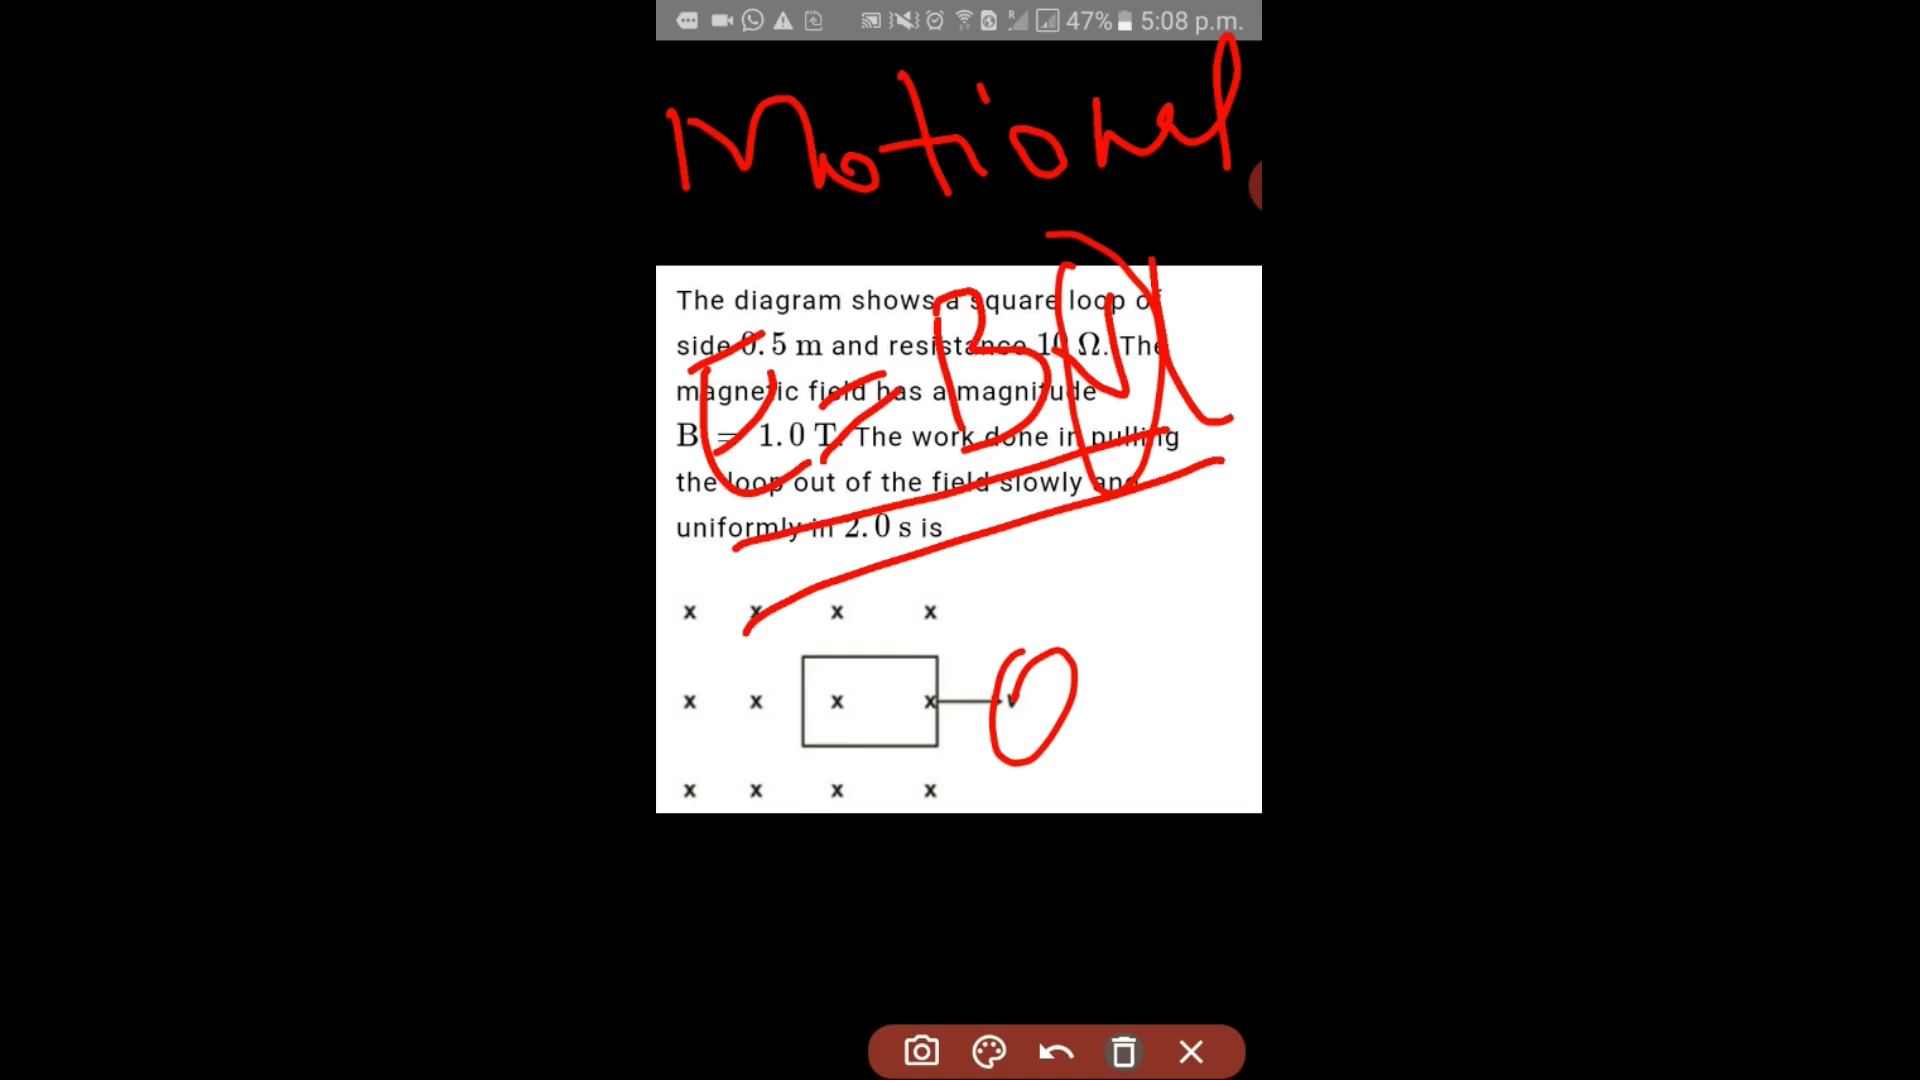 47% 5:08 p.m.
Motional
The diagram shows a square loop of
side 0.5 m and resistance 10 Ω. The
magnetic field has a magnitude
B = 1.0 T. The work done in pulling
the loop out of the field slowly and
uniformly in 2.0 s is
E = BVl
x x x x
x x x x v
x x x x